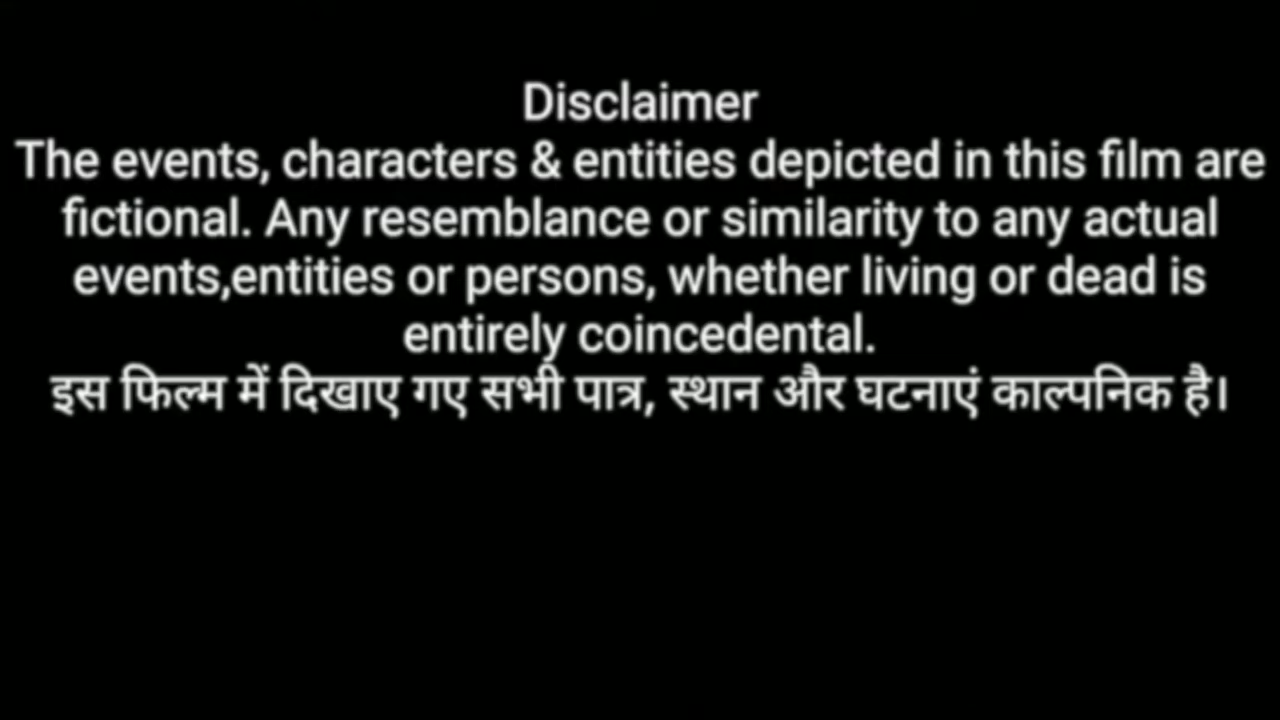 Disclaimer
The events, characters & entities depicted in this film are
fictional. Any resemblance or similarity to any actual
events,entities or persons, whether living or dead is
entirely coincedental.
इस फिल्म में दिखाए गए सभी पात्र, स्थान और घटनाएं काल्पनिक है।